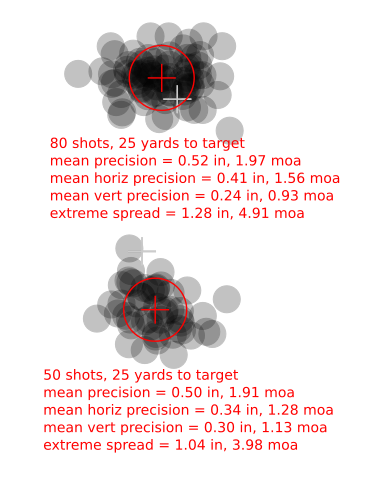 80 shots, 25 yards to target
mean precision = 0.52 in, 1.97 moa
mean horiz precision = 0.41 in, 1.56 moa
mean vert precision = 0.24 in, 0.93 moa
extreme spread = 1.28 in, 4.91 moa
50 shots, 25 yards to target
mean precision = 0.50 in, 1.91 moa
mean horiz precision = 0.34 in, 1.28 moa
mean vert precision = 0.30 in, 1.13 moa
extreme spread = 1.04 in, 3.98 moa